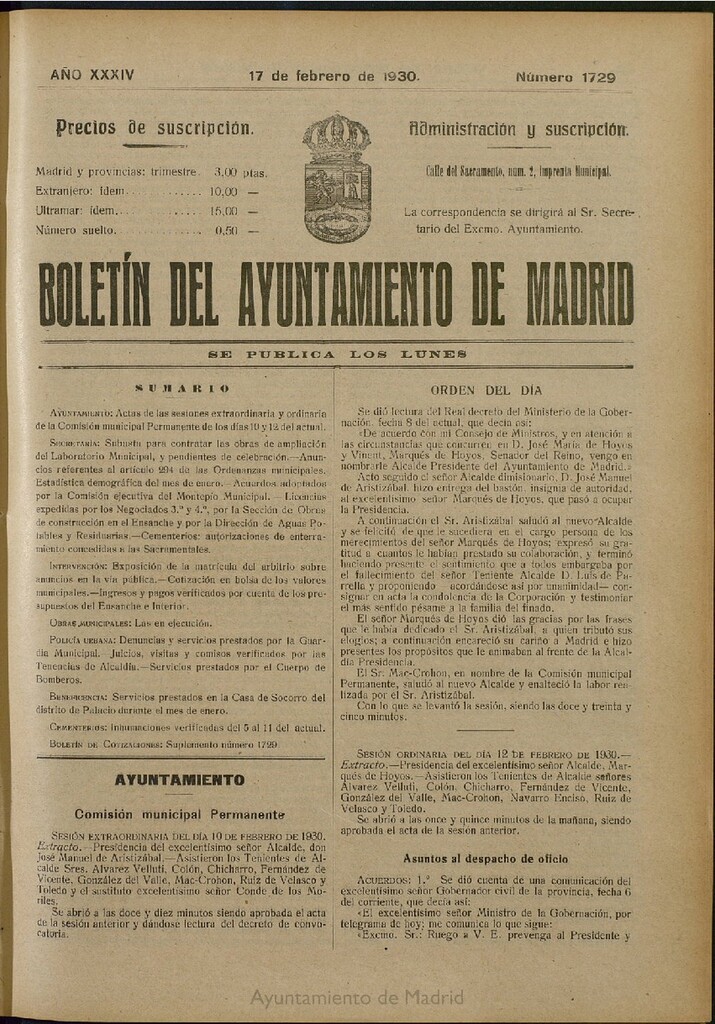 AÑO XXXIV
17 de febrero de 1930.
Número 1729
Precios de suscripción.
Madrid y provincias: trimestre. 3,00 ptas.
Extranjero: ídem........... 10,00 —
Ultramar: ídem............ 15,00 —
Número suelto............. 0,50 —
Administración y suscripción.
Calle del Sacramento, núm. 2, Imprenta Municipal.
La correspondencia se dirigirá al Sr. Secre-
tario del Excmo. Ayuntamiento.
BOLETÍN DEL AYUNTAMIENTO DE MADRID
SE PUBLICA LOS LUNES
SUMARIO
AYUNTAMIENTO: Actas de las sesiones extraordinaria y ordinaria
de la Comisión municipal Permanente de los días 10 y 12 del actual.
SECRETARÍA: Subasta para contratar las obras de ampliación
del Laboratorio Municipal, y pendientes de celebración.—Anun-
cios referentes al artículo 294 de las Ordenanzas municipales.
Estadística demográfica del mes de enero.—Acuerdos adoptados
por la Comisión ejecutiva del Montepío Municipal.—Licencias
expedidas por los Negociados 3.º y 4.º, por la Sección de Obras
de construcción en el Ensanche y por la Dirección de Aguas Po-
tables y Residuarias.—Cementerios: autorizaciones de enterra-
miento concedidas a las Sacramentales.
INTERVENCIÓN: Exposición de la matrícula del arbitrio sobre
anuncios en la vía pública.—Cotización en bolsa de los valores
municipales.—Ingresos y pagos verificados por cuenta de los pre-
supuestos del Ensanche e Interior.
OBRAS MUNICIPALES: Las en ejecución.
POLICÍA URBANA: Denuncias y servicios prestados por la Guar-
dia Municipal. Juicios, visitas y comisos verificados por las
Tenencias de Alcaldía.—Servicios prestados por el Cuerpo de
Bomberos.
BENEFICENCIA: Servicios prestados en la Casa de Socorro del
distrito de Palacio durante el mes de enero.
CEMENTERIOS: Inhumaciones verificadas del 5 al 11 del actual.
BOLETÍN DE COTIZACIONES: Suplemento número 1729.
AYUNTAMIENTO
Comisión municipal Permanente
SESIÓN EXTRAORDINARIA DEL DÍA 10 DE FEBRERO DE 1930.
Extracto.—Presidencia del excelentísimo señor Alcalde, don
José Manuel de Aristizábal.—Asistieron los Tenientes de Al-
calde Sres. Alvarez Velluti, Colón, Chicharro, Fernández de
Vicente, González del Valle, Mac-Crohon, Ruíz de Velasco y
Toledo y el sustituto excelentísimo señor Conde de los Mo-
riles.
Se abrió a las doce y diez minutos siendo aprobada el acta
de la sesión anterior y dándose lectura del decreto de convo-
catoria.
ORDEN DEL DÍA
Se dió lectura del Real decreto del Ministerio de la Gober-
nación, fecha 8 del actual, que decía así:
«De acuerdo con mi Consejo de Ministros, y en atención a
las circunstancias que concurren en D. José María de Hoyos
y Vinent, Marqués de Hoyos, Senador del Reino, vengo en
nombrarle Alcalde Presidente del Ayuntamiento de Madrid.»
Acto seguido el señor Alcalde dimisionario, D. José Manuel
de Aristizábal, hizo entrega del bastón, insignia de autoridad,
al excelentísimo señor Marqués de Hoyos, que pasó a ocupar
la Presidencia.
A continuación el Sr. Aristizábal saludó al nuevo Alcalde
y se felicitó de que le sucediera en el cargo persona de los
merecimientos del señor Marqués de Hoyos; expresó su gra-
titud a cuantos le habían prestado su colaboración, y terminó
haciendo presente el sentimiento que a todos embargaba por
el fallecimiento del señor Teniente Alcalde D. Luis de Pa-
rrella y proponiendo —acordándose así por unanimidad— con-
signar en acta la condolencia de la Corporación y testimoniar
el más sentido pésame a la familia del finado.
El señor Marqués de Hoyos dió las gracias por las frases
que le había dedicado el Sr. Aristizábal, a quien tributó sus
elogios; a continuación encareció su cariño a Madrid e hizo
presentes los propósitos que le animaban al frente de la Alcal-
día Presidencia.
El Sr. Mac-Crohon, en nombre de la Comisión municipal
Permanente, saludó al nuevo Alcalde y enalteció la labor rea-
lizada por el Sr. Aristizábal.
Con lo que se levantó la sesión, siendo las doce y treinta y
cinco minutos.
SESIÓN ORDINARIA DEL DÍA 12 DE FEBRERO DE 1930.—
Extracto.—Presidencia del excelentísimo señor Alcalde, Mar-
qués de Hoyos.—Asistieron los Tenientes de Alcalde señores
Alvarez Velluti, Colón, Chicharro, Fernández de Vicente,
González del Valle, Mac-Crohon, Navarro Enciso, Ruiz de
Velasco y Toledo.
Se abrió a las once y quince minutos de la mañana, siendo
aprobada el acta de la sesión anterior.
Asuntos al despacho de oficio
ACUERDOS: 1.º Se dió cuenta de una comunicación del
excelentísimo señor Gobernador civil de la provincia, fecha 6
del corriente, que decía así:
«El excelentísimo señor Ministro de la Gobernación, por
telegrama de hoy, me comunica lo que sigue:
«Excmo. Sr.: Ruego a V. E. prevenga al Presidente y
Ayuntamiento de Madrid